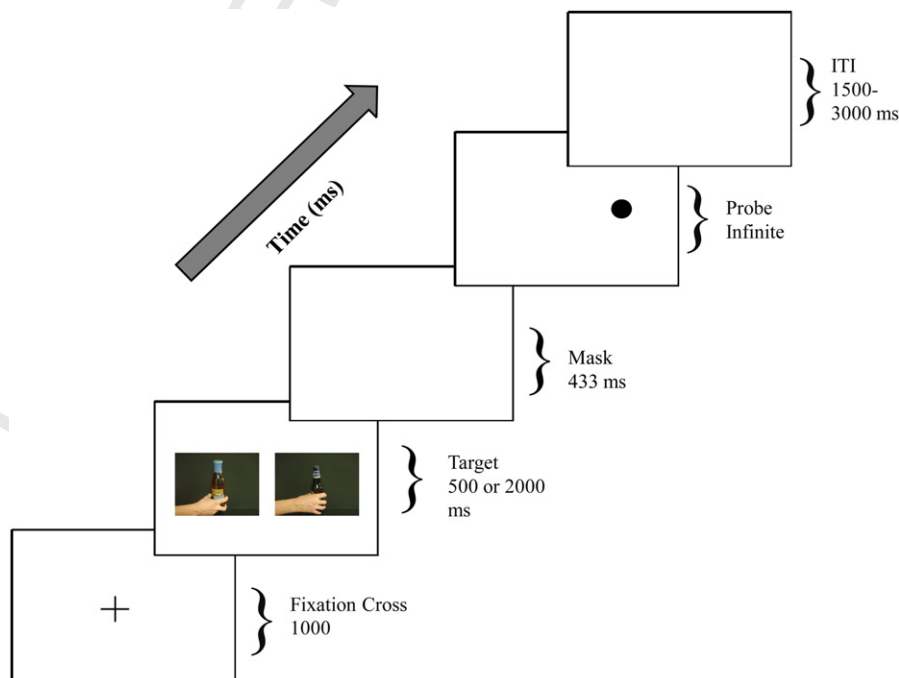 ITI
1500-
3000 ms
Probe
Infinite
Time (ms)
Mask
433 ms
Target
500 or 2000
ms
Fixation Cross
1000